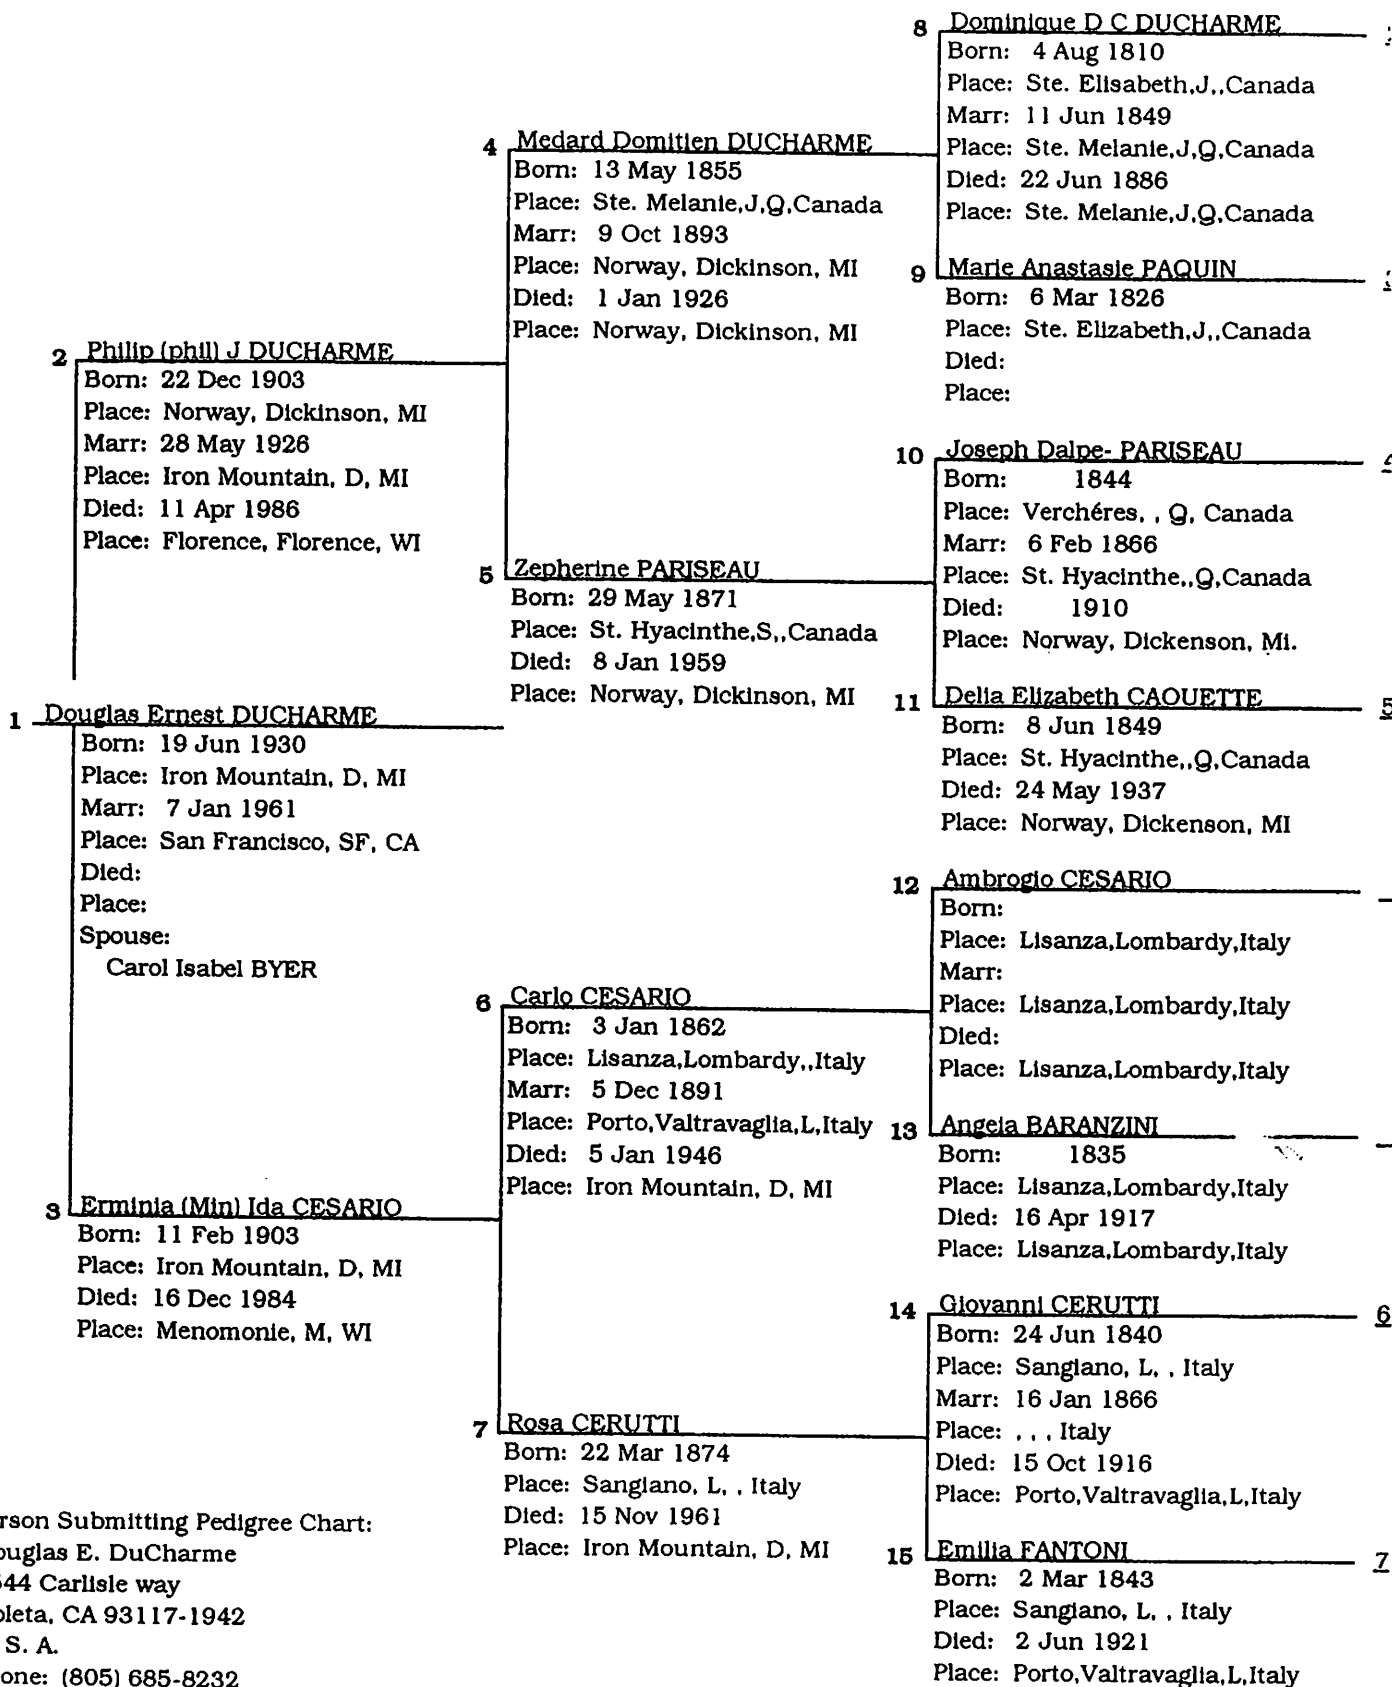 8 Dominique D C DUCHARME
Born: 4 Aug 1810
Place: Ste. Elisabeth,J,,Canada
Marr: 11 Jun 1849
Place: Ste. Melanie,J,Q,Canada
Died: 22 Jun 1886
Place: Ste. Melanie,J,Q,Canada
4 Medard Domitien DUCHARME
Born: 13 May 1855
Place: Ste. Melanie,J,Q,Canada
Marr: 9 Oct 1893
Place: Norway, Dickinson, MI
Died: 1 Jan 1926
Place: Norway, Dickinson, MI
9 Marie Anastasie PAQUIN
Born: 6 Mar 1826
Place: Ste. Elizabeth,J,,Canada
Died:
Place:
2 Philip (phil) J DUCHARME
Born: 22 Dec 1903
Place: Norway, Dickinson, MI
Marr: 28 May 1926
Place: Iron Mountain, D, MI
Died: 11 Apr 1986
Place: Florence, Florence, WI
10 Joseph Dalpe- PARISEAU 4
Born: 1844
Place: Verchéres, , Q, Canada
Marr: 6 Feb 1866
Place: St. Hyacinthe,,Q,Canada
Died: 1910
Place: Norway, Dickenson, Mi.
5 Zepherine PARISEAU
Born: 29 May 1871
Place: St. Hyacinthe,S,,Canada
Died: 8 Jan 1959
Place: Norway, Dickinson, MI
11 Delia Elizabeth CAOUETTE 5
Born: 8 Jun 1849
Place: St. Hyacinthe,,Q,Canada
Died: 24 May 1937
Place: Norway, Dickenson, MI
1 Douglas Ernest DUCHARME
Born: 19 Jun 1930
Place: Iron Mountain, D, MI
Marr: 7 Jan 1961
Place: San Francisco, SF, CA
Died:
Place:
Spouse:
Carol Isabel BYER
12 Ambrogio CESARIO
Born:
Place: Lisanza,Lombardy,Italy
Marr:
Place: Lisanza,Lombardy,Italy
Died:
Place: Lisanza,Lombardy,Italy
6 Carlo CESARIO
Born: 3 Jan 1862
Place: Lisanza,Lombardy,,Italy
Marr: 5 Dec 1891
Place: Porto,Valtravaglia,L,Italy
Died: 5 Jan 1946
Place: Iron Mountain, D, MI
13 Angela BARANZINI
Born: 1835
Place: Lisanza,Lombardy,Italy
Died: 16 Apr 1917
Place: Lisanza,Lombardy,Italy
3 Erminia (Min) Ida CESARIO
Born: 11 Feb 1903
Place: Iron Mountain, D, MI
Died: 16 Dec 1984
Place: Menomonie, M, WI
14 Giovanni CERUTTI 6
Born: 24 Jun 1840
Place: Sangiano, L, , Italy
Marr: 16 Jan 1866
Place: , , , Italy
Died: 15 Oct 1916
Place: Porto,Valtravaglia,L,Italy
7 Rosa CERUTTI
Born: 22 Mar 1874
Place: Sangiano, L, , Italy
Died: 15 Nov 1961
Place: Iron Mountain, D, MI
15 Emilia FANTONI 7
Born: 2 Mar 1843
Place: Sangiano, L, , Italy
Died: 2 Jun 1921
Place: Porto,Valtravaglia,L,Italy
rson Submitting Pedigree Chart:
ouglas E. DuCharme
544 Carlisle way
oleta, CA 93117-1942
S. A.
one: (805) 685-8232